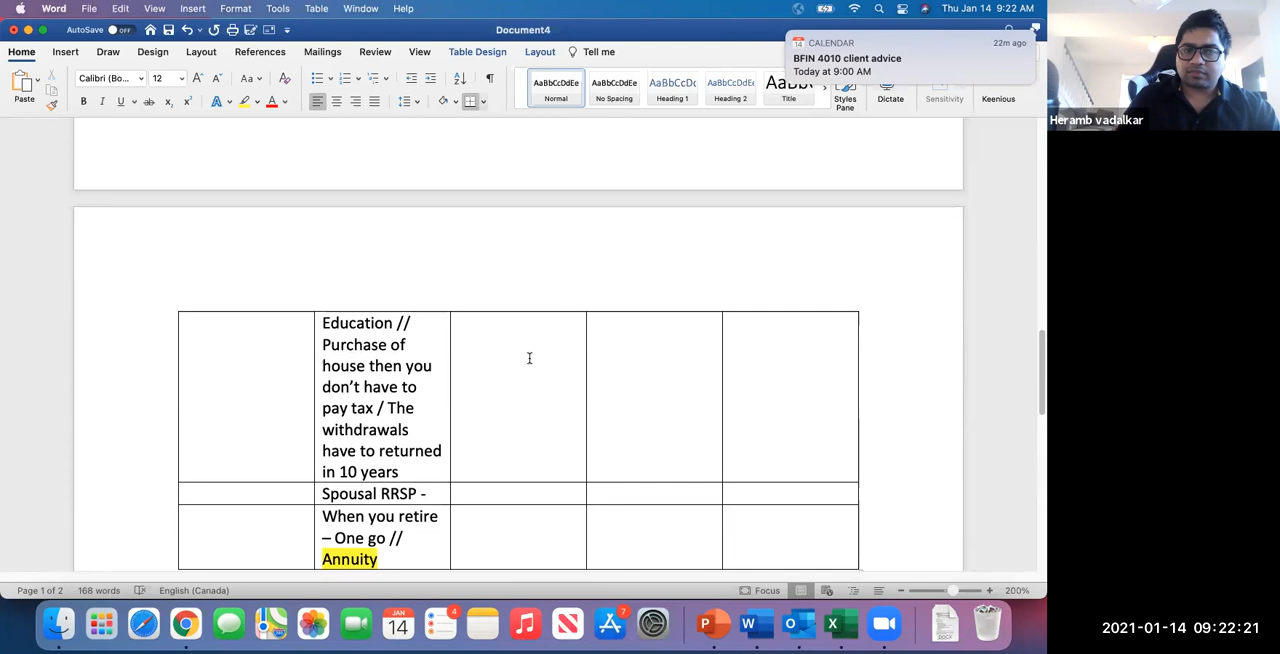 Word File Edit View Insert Format Tools Table Window Help Thu Jan 14 9:22 AM
AutoSave OFF Document4
Home Insert Draw Design Layout References Mailings Review View Table Design Layout Tell me
CALENDAR 22m ago
BFIN 4010 client advice
Today at 9:00 AM
Paste Calibri (Bo... 12
AaBbCcDdEe AaBbCcDdEe AaBbCcDc AaBbCcDdEe
Normal No Spacing Heading 1 Heading 2 Title Styles Pane Dictate Sensitivity Keenious
Heramb vadalkar
Education //
Purchase of
house then you
don’t have to
pay tax / The
withdrawals
have to returned
in 10 years
Spousal RRSP -
When you retire
– One go //
Annuity
Page 1 of 2 168 words English (Canada) Focus 200%
JAN
14
4
7
DOCX
2021-01-14 09:22:21